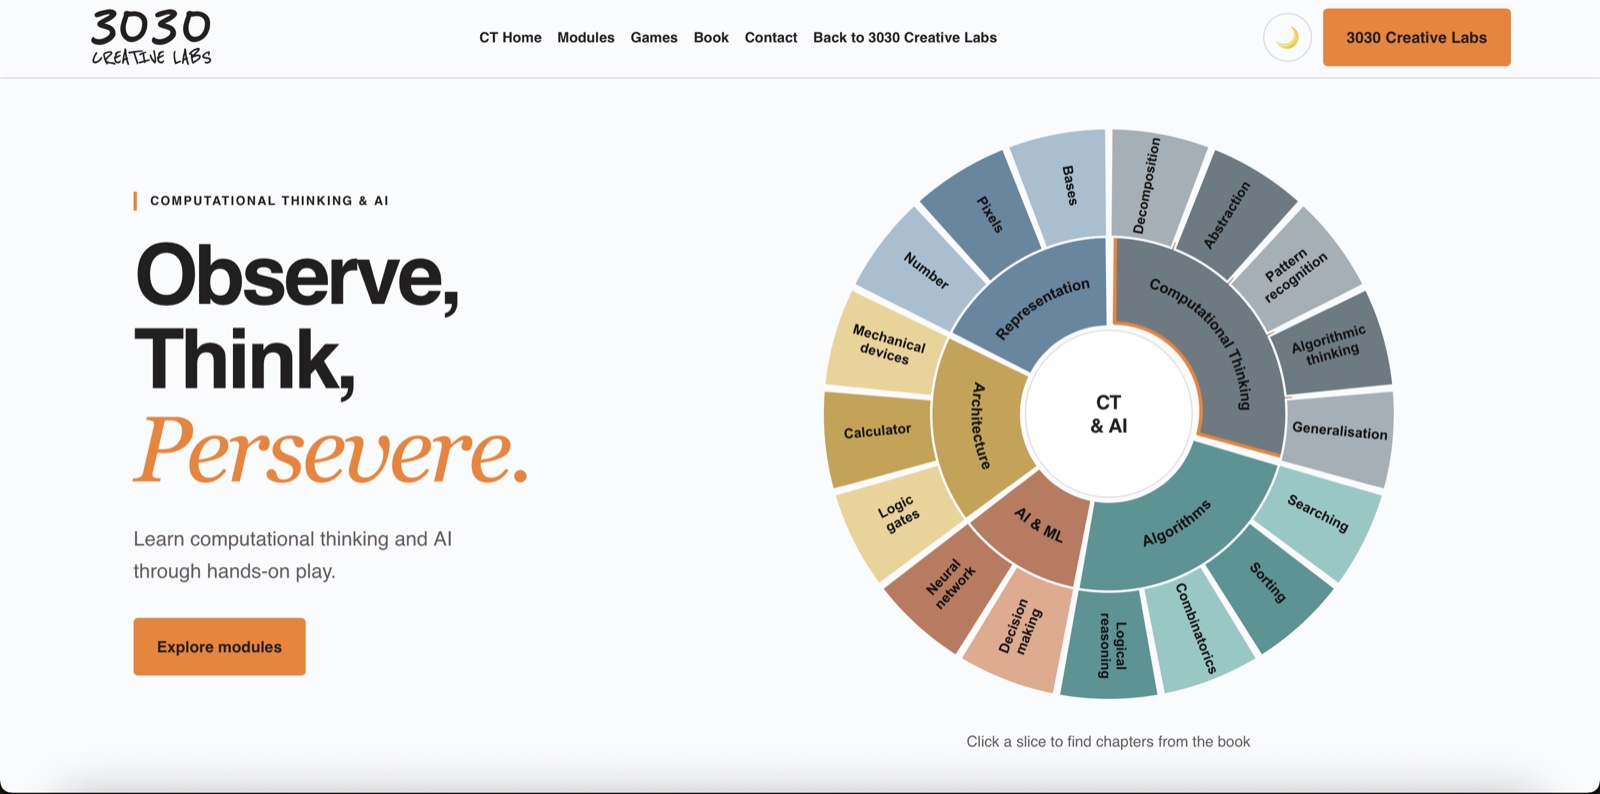 3030
CREATIVE LABS
CT Home
Modules
Games
Book
Contact
Back to 3030 Creative Labs
3030 Creative Labs
COMPUTATIONAL THINKING & AI
Observe,
Think,
Persevere.
Learn computational thinking and AI
through hands-on play.
Explore modules
CT
& AI
Computational Thinking
Algorithms
AI & ML
Architecture
Representation
Decomposition
Abstraction
Pattern
recognition
Algorithmic
thinking
Generalisation
Searching
Sorting
Combinatorics
Logical
reasoning
Decision
making
Neural
network
Logic
gates
Calculator
Mechanical
devices
Number
Pixels
Bases
Click a slice to find chapters from the book